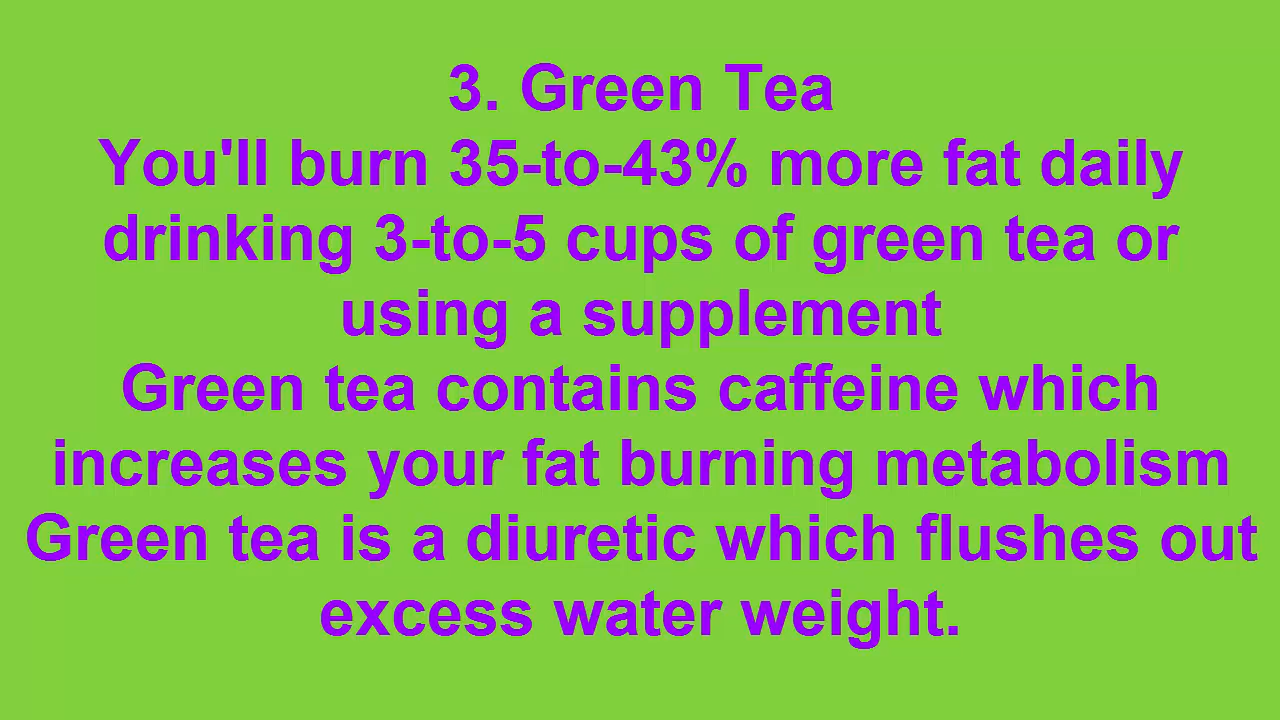 3. Green Tea
You'll burn 35-to-43% more fat daily
drinking 3-to-5 cups of green tea or
using a supplement
Green tea contains caffeine which
increases your fat burning metabolism
Green tea is a diuretic which flushes out
excess water weight.